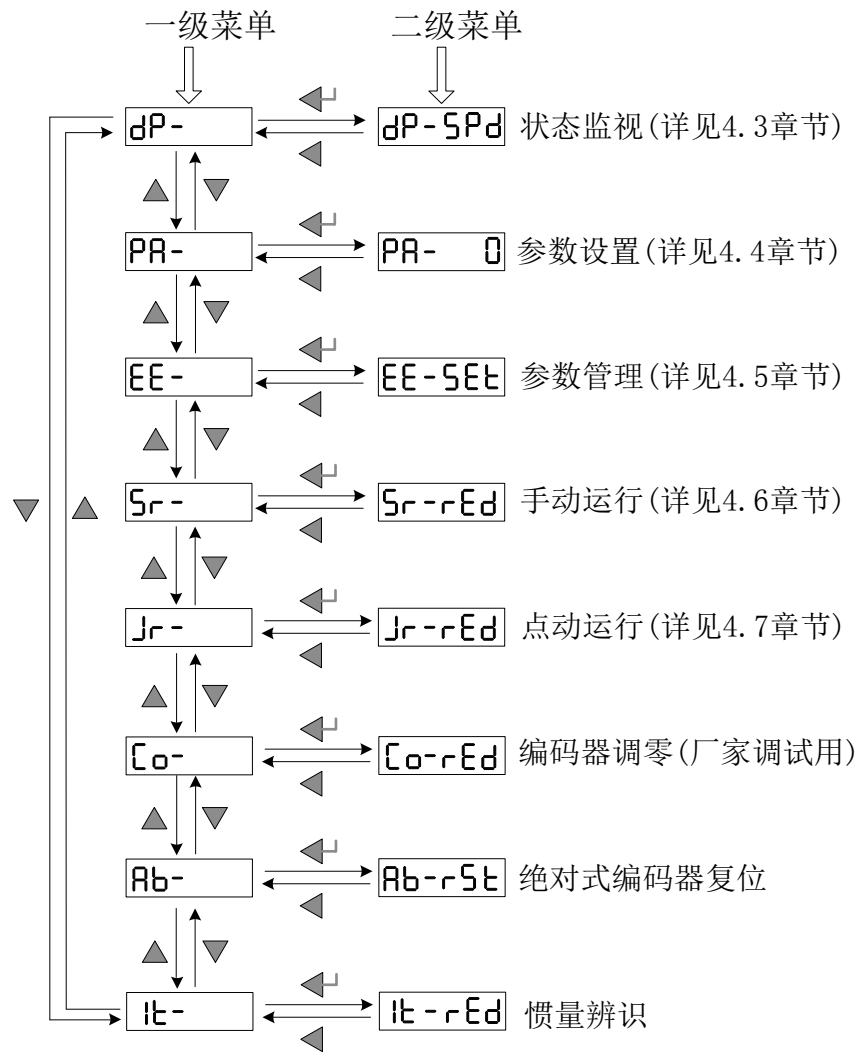 一级菜单 二级菜单
dP- dP-SPd 状态监视(详见4.3章节)
PA- PA- 0 参数设置(详见4.4章节)
EE- EE-SEt 参数管理(详见4.5章节)
Sr- Sr-rEd 手动运行(详见4.6章节)
Jr- Jr-rEd 点动运行(详见4.7章节)
Co- Co-rEd 编码器调零(厂家调试用)
Ab- Ab-rSt 绝对式编码器复位
It- It-rEd 惯量辨识